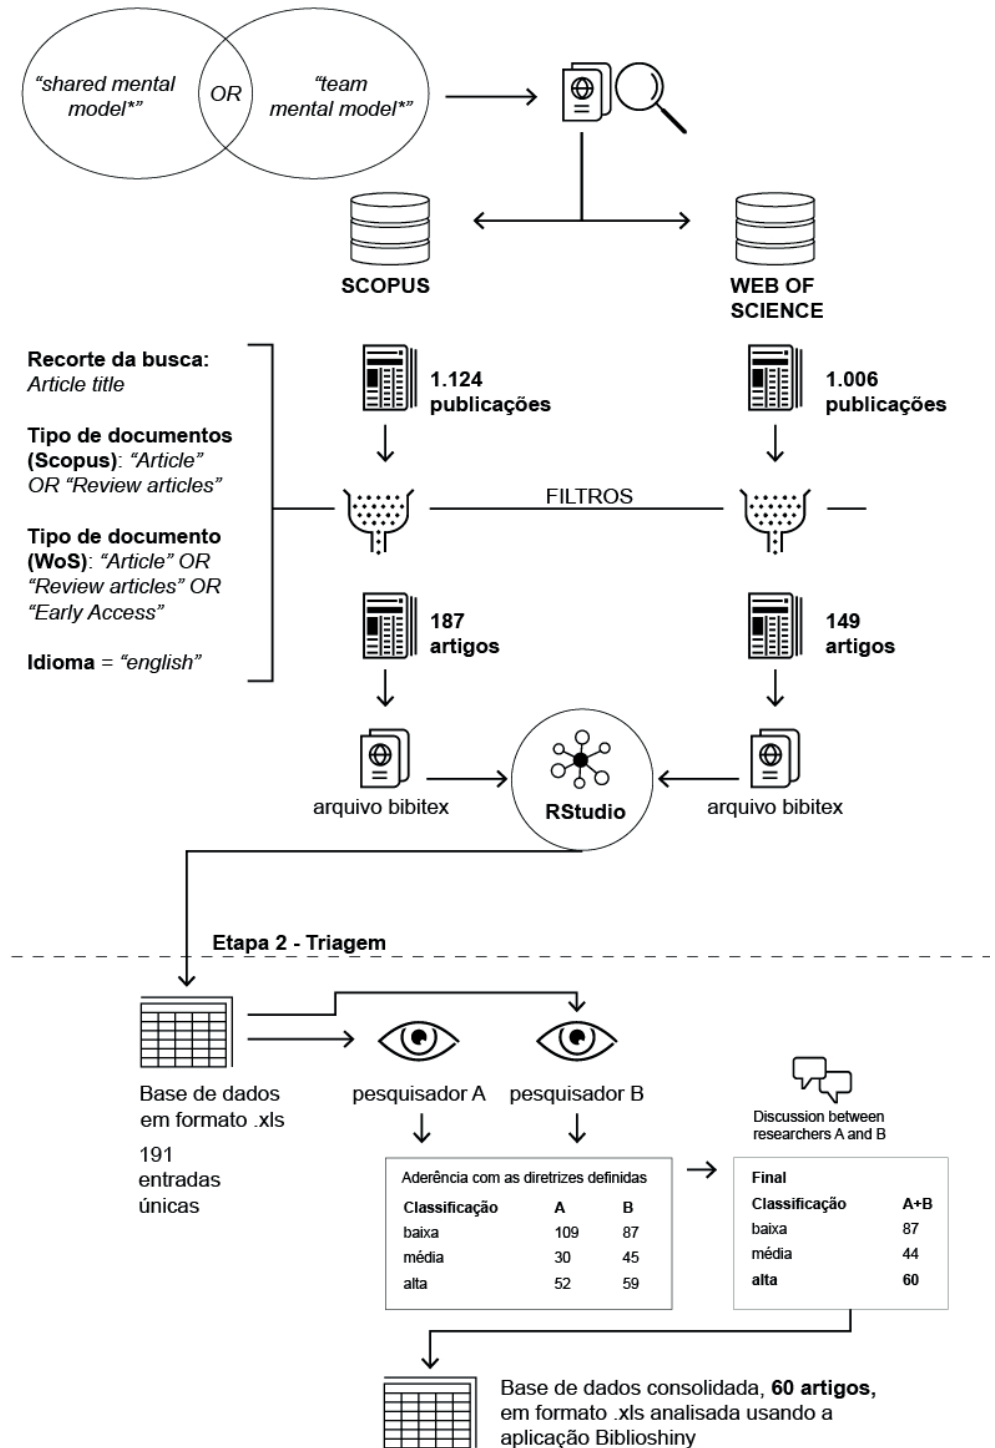 “shared mental
model*”
OR
“team
mental model*”
SCOPUS
WEB OF
SCIENCE
Recorte da busca:
Article title
Tipo de documentos
(Scopus): “Article”
OR “Review articles”
Tipo de documento
(WoS): “Article” OR
“Review articles” OR
“Early Access”
Idioma = “english”
1.124
publicações
1.006
publicações
FILTROS
187
artigos
149
artigos
arquivo bibitex
RStudio
arquivo bibitex
Etapa 2 - Triagem
Base de dados
em formato .xls
191
entradas
únicas
pesquisador A
pesquisador B
Discussion between
researchers A and B
Aderência com as diretrizes definidas
Classificação A B
baixa 109 87
média 30 45
alta 52 59
Final
Classificação A+B
baixa 87
média 44
alta 60
Base de dados consolidada, 60 artigos,
em formato .xls analisada usando a
aplicação Biblioshiny